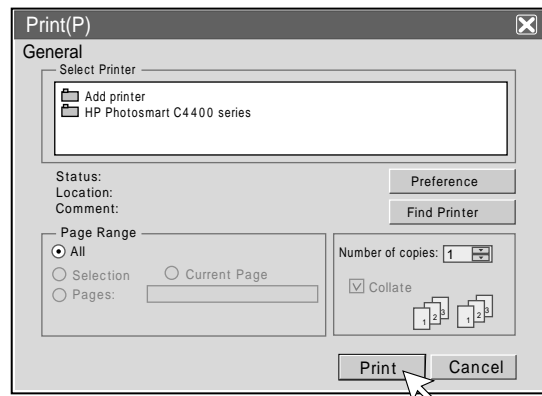 Print(P)
General
Select Printer
Add printer
HP Photosmart C4400 series
Status:
Location:
Comment:
Preference
Find Printer
Page Range
All
Selection Current Page
Pages:
Number of copies: 1
Collate
1 2 3 1 2 3
Print Cancel